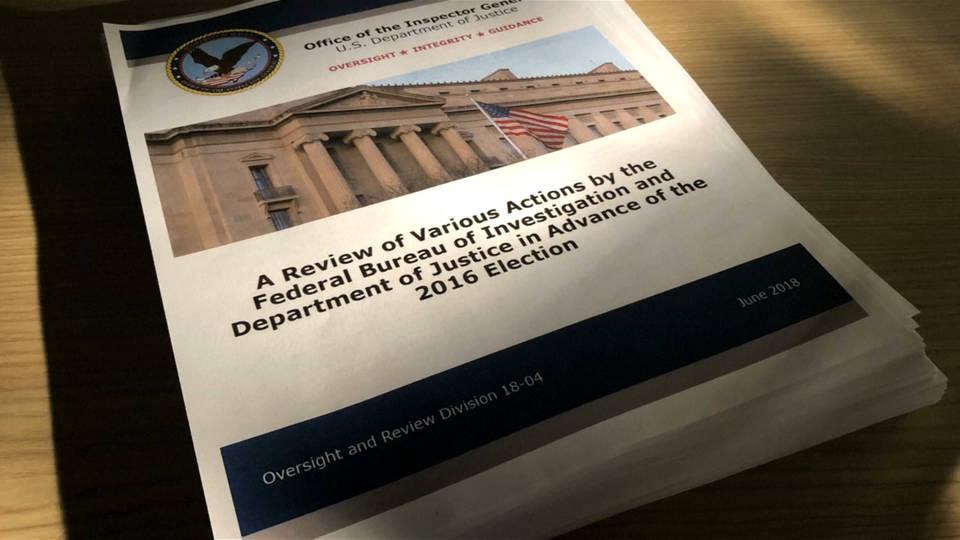 Office of the Inspector Gener
U.S. Department of Justice
OVERSIGHT ★ INTEGRITY ★ GUIDANCE
A Review of Various Actions by the
Federal Bureau of Investigation and
Department of Justice in Advance of the
2016 Election
June 2018
Oversight and Review Division 18-04